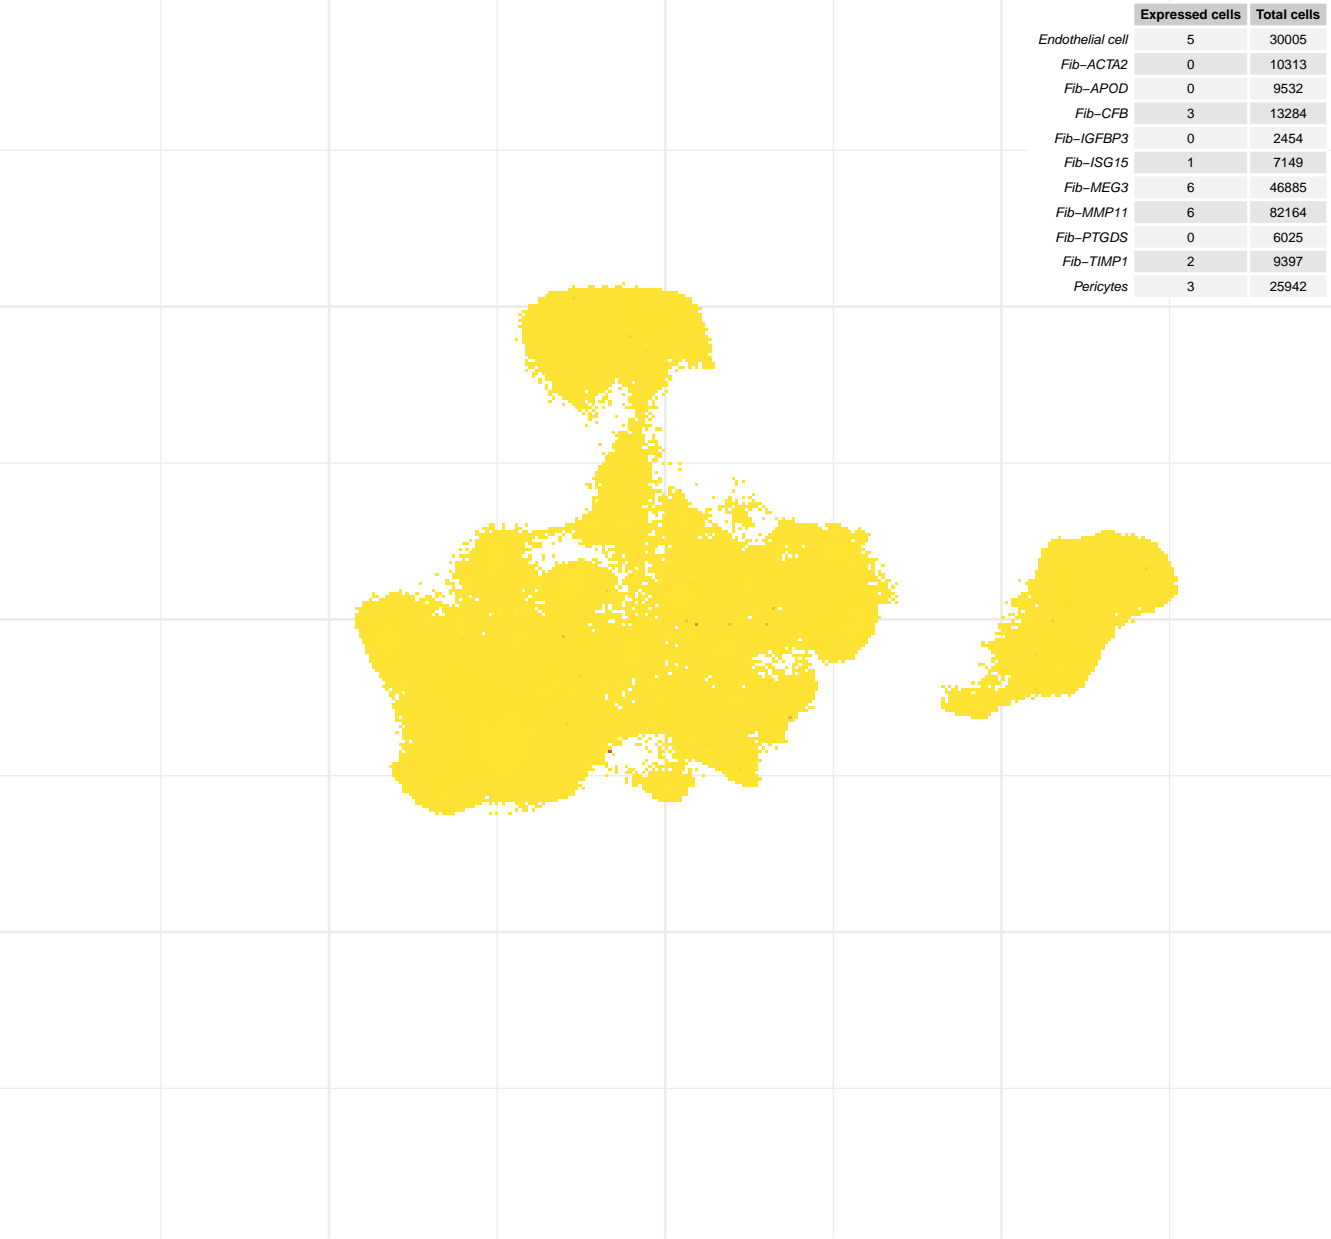 Expressed cells Total cells
Endothelial cell 5 30005
Fib−ACTA2 0 10313
Fib−APOD 0 9532
Fib−CFB 3 13284
Fib−IGFBP3 0 2454
Fib−ISG15 1 7149
Fib−MEG3 6 46885
Fib−MMP11 6 82164
Fib−PTGDS 0 6025
Fib−TIMP1 2 9397
Pericytes 3 25942